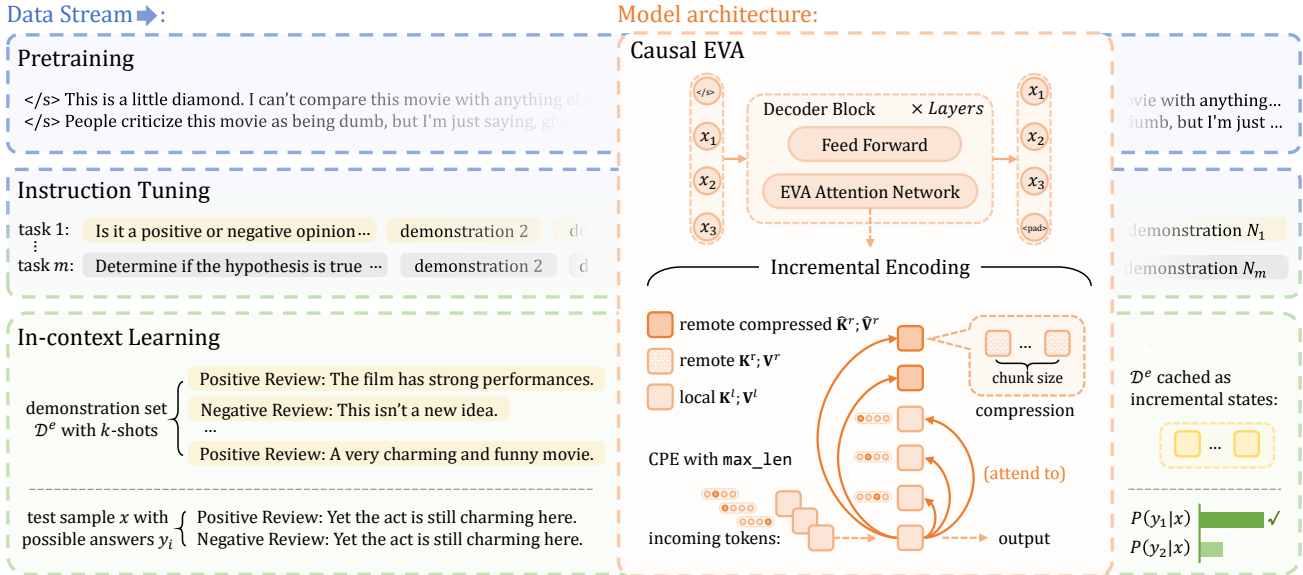 Data Stream :
Model architecture:
Pretraining
</s> This is a little diamond. I can't compare this movie with anything else
</s> People criticize this movie as being dumb, but I'm just saying, give
Instruction Tuning
task 1: Is it a positive or negative opinion ... demonstration 2 de
⋮
task m: Determine if the hypothesis is true ... demonstration 2 d
In-context Learning
demonstration set
𝒟ᵉ with k-shots
Positive Review: The film has strong performances.
Negative Review: This isn't a new idea.
...
Positive Review: A very charming and funny movie.
test sample x with
possible answers yᵢ
Positive Review: Yet the act is still charming here.
Negative Review: Yet the act is still charming here.
Causal EVA
</s>
x₁
x₂
x₃
Decoder Block × Layers
Feed Forward
EVA Attention Network
x₁
x₂
x₃
<pad>
Incremental Encoding
remote compressed K̂ʳ; V̂ʳ
remote Kʳ; Vʳ
local Kˡ; Vˡ
...
chunk size
compression
CPE with max_len
(attend to)
incoming tokens:
output
ovie with anything...
dumb, but I'm just ...
demonstration N₁
demonstration Nₘ
𝒟ᵉ cached as
incremental states:
...
P(y₁|x) ✓
P(y₂|x)